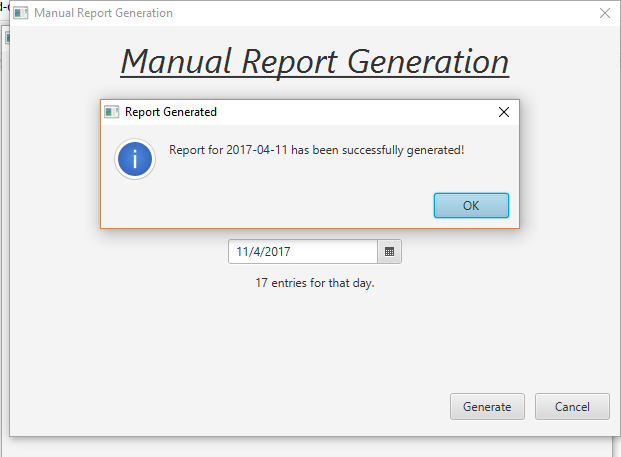 Manual Report Generation
Manual Report Generation
Report Generated
Report for 2017-04-11 has been successfully generated!
OK
11/4/2017
17 entries for that day.
Generate
Cancel